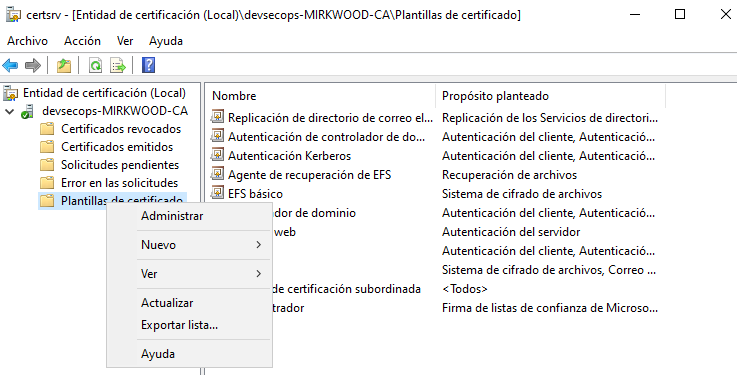 certsrv - [Entidad de certificación (Local)\devsecops-MIRKWOOD-CA\Plantillas de certificado]
Archivo Acción Ver Ayuda
Entidad de certificación (Local)
devsecops-MIRKWOOD-CA
Certificados revocados
Certificados emitidos
Solicitudes pendientes
Error en las solicitudes
Plantillas de certificado
Administrar
Nuevo
Ver
Actualizar
Exportar lista...
Ayuda
Nombre Propósito planteado
Replicación de directorio de correo el... Replicación de los Servicios de directori...
Autenticación de controlador de do... Autenticación del cliente, Autenticació...
Autenticación Kerberos Autenticación del cliente, Autenticació...
Agente de recuperación de EFS Recuperación de archivos
EFS básico Sistema de cifrado de archivos
ador de dominio Autenticación del cliente, Autenticació...
web Autenticación del servidor
Autenticación del cliente, Autenticació...
Sistema de cifrado de archivos, Correo ...
de certificación subordinada <Todos>
trador Firma de listas de confianza de Microso...